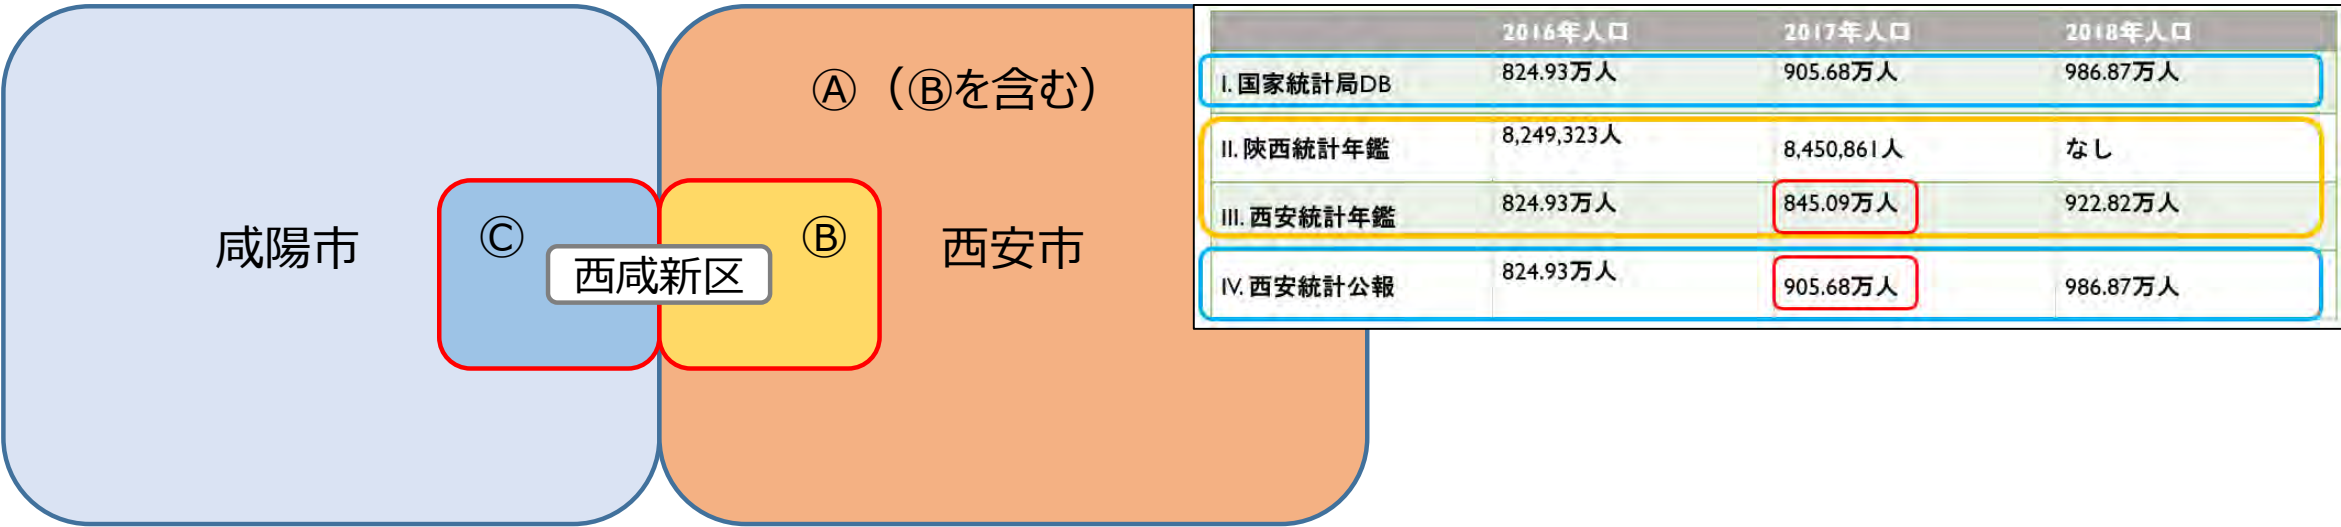 Ⓐ（Ⓑを含む）
咸陽市
Ⓒ
西咸新区
Ⓑ
西安市
2016年人口 2017年人口 2018年人口
I. 国家統計局DB 824.93万人 905.68万人 986.87万人
II. 陝西統計年鑑 8,249,323人 8,450,861人 なし
III. 西安統計年鑑 824.93万人 845.09万人 922.82万人
IV. 西安統計公報 824.93万人 905.68万人 986.87万人